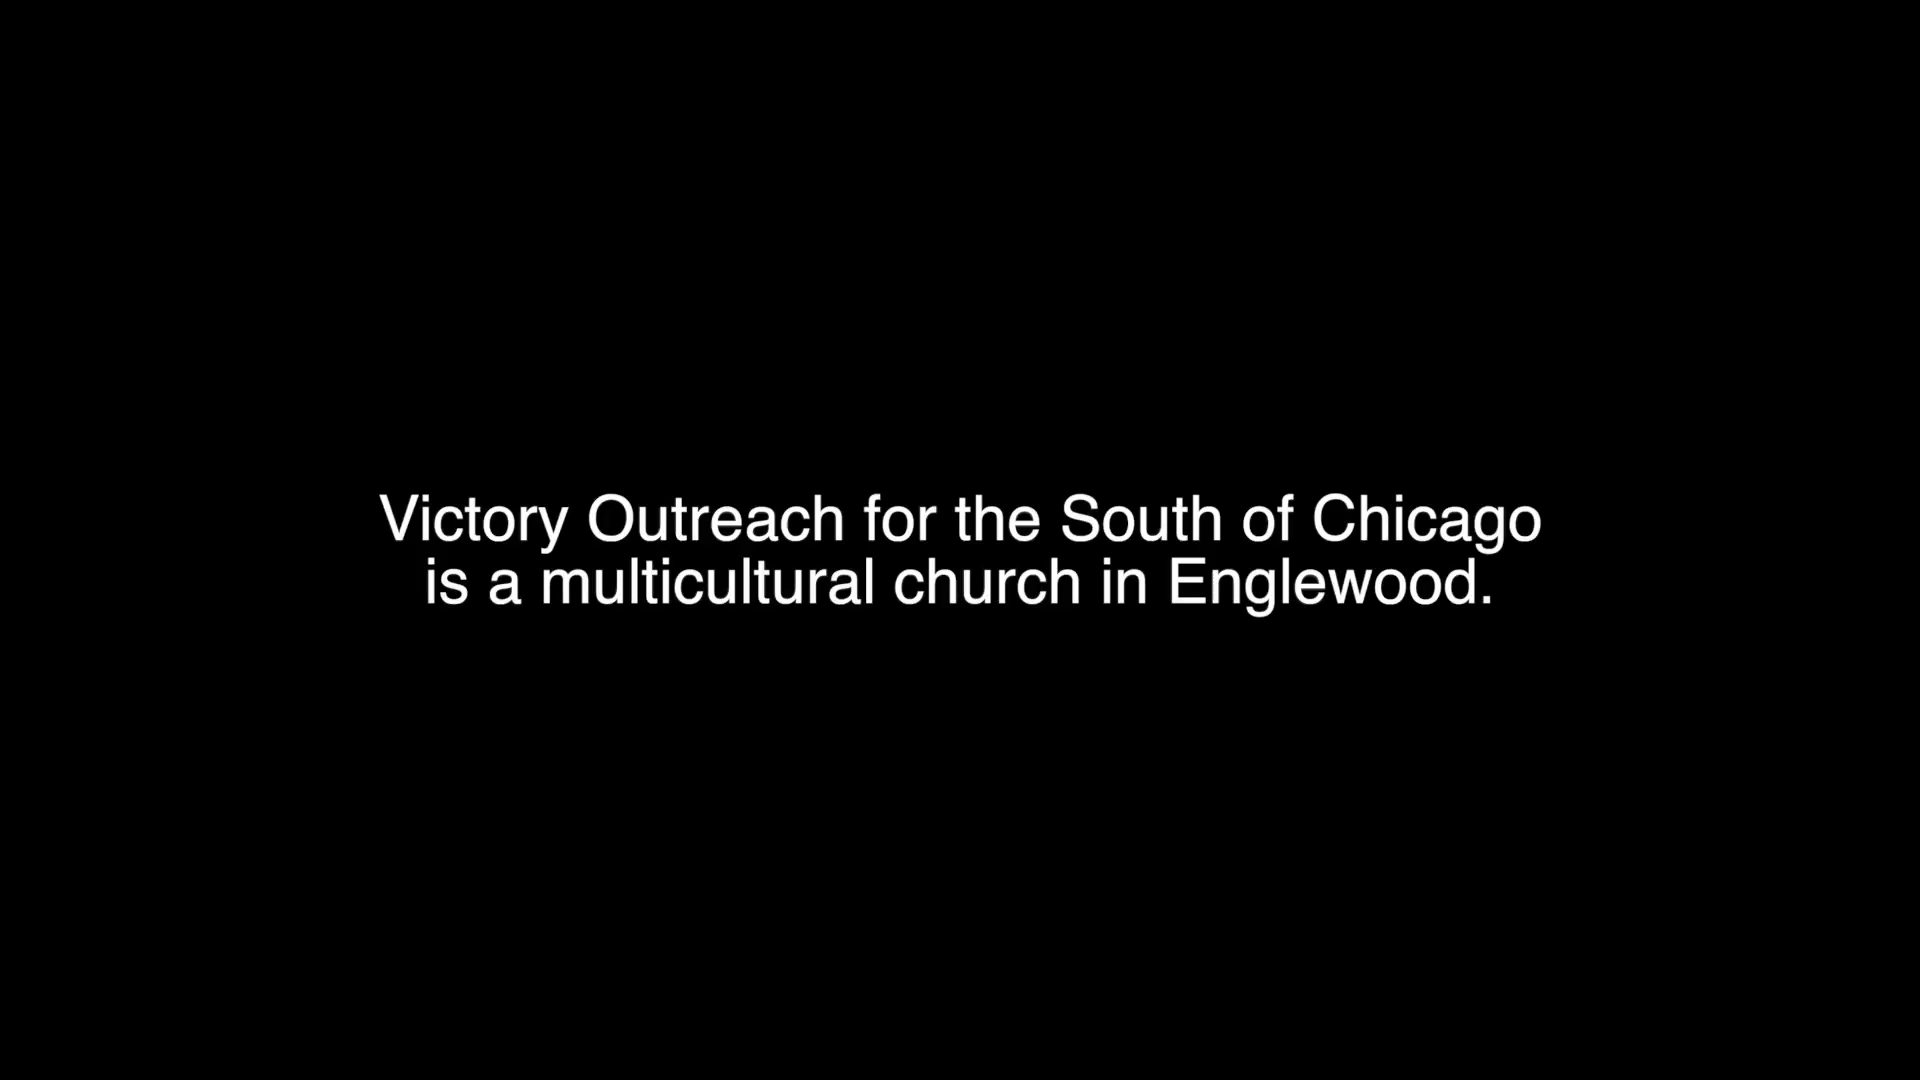 Victory Outreach for the South of Chicago
is a multicultural church in Englewood.